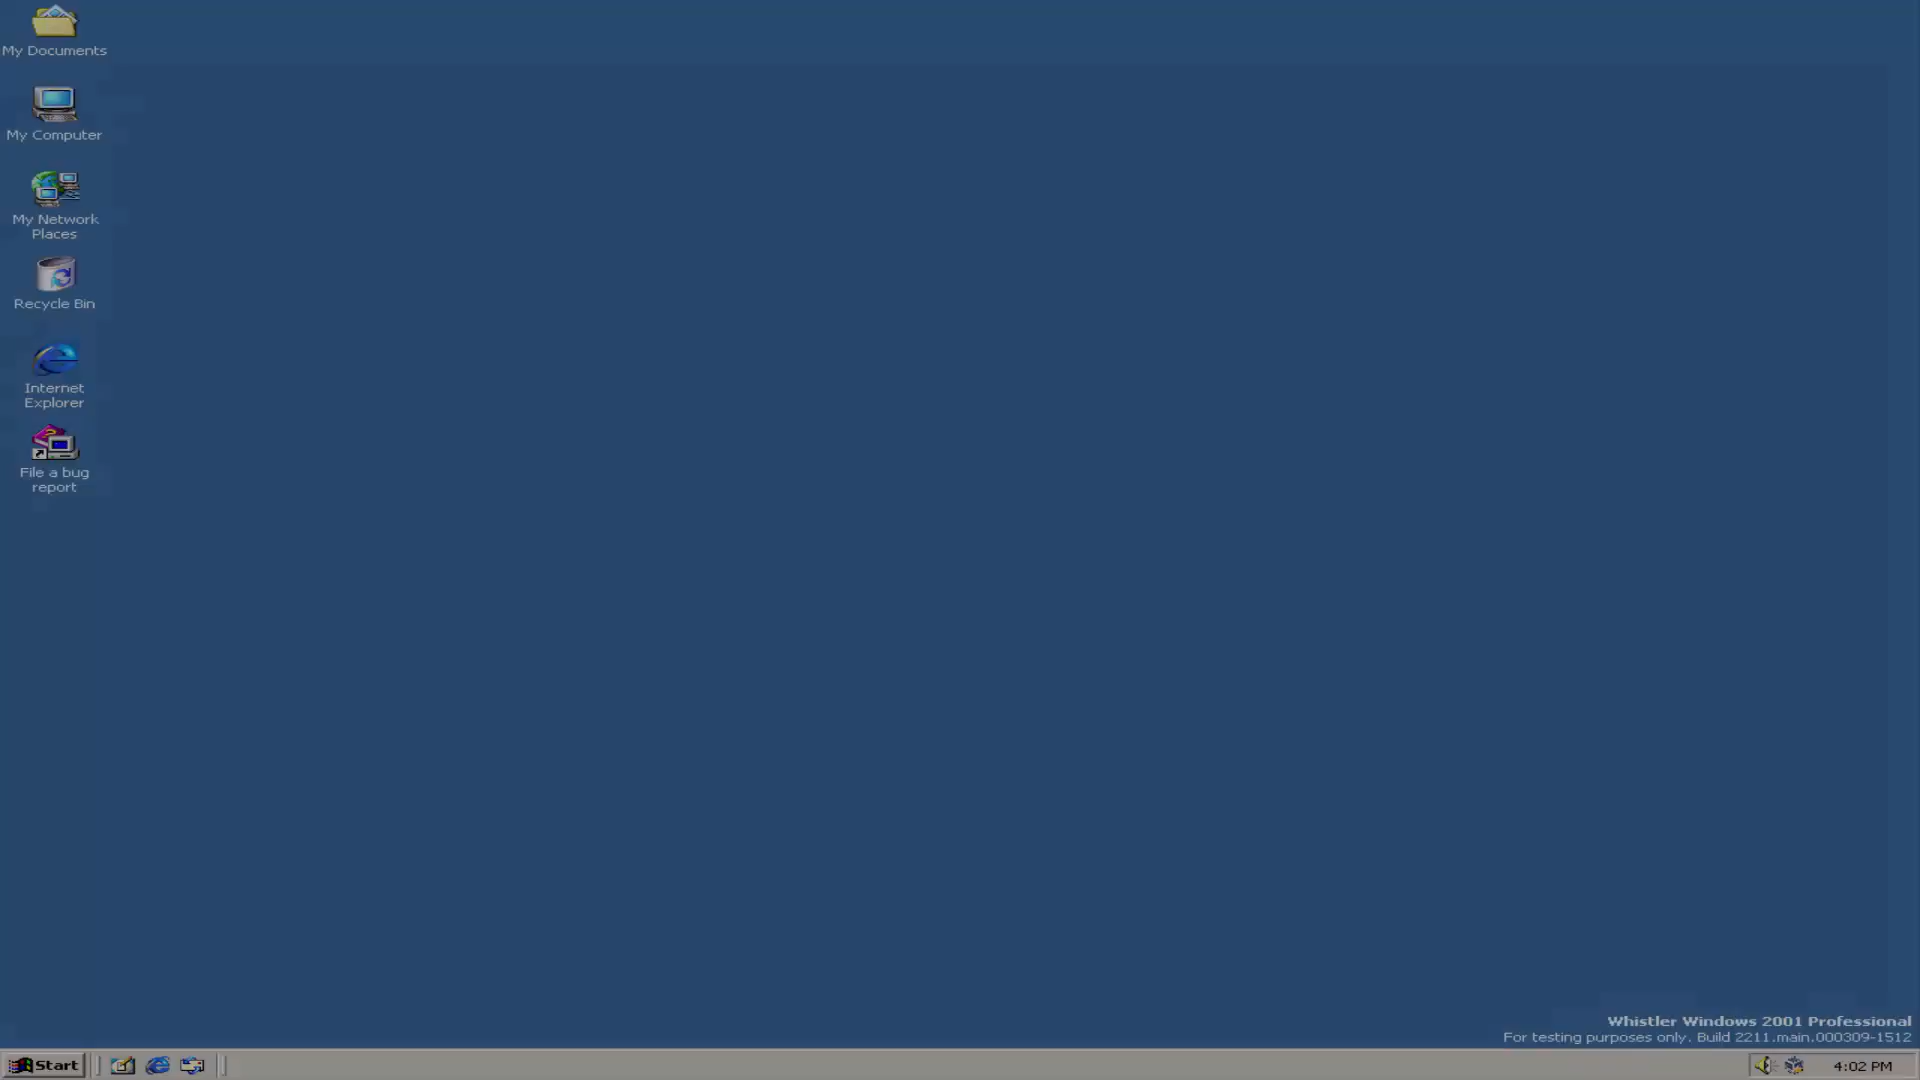 My Documents
My Computer
My Network
Places
Recycle Bin
Internet
Explorer
File a bug
report
Whistler Windows 2001 Professional
For testing purposes only. Build 2211.main.000309-1512
Start
4:02 PM